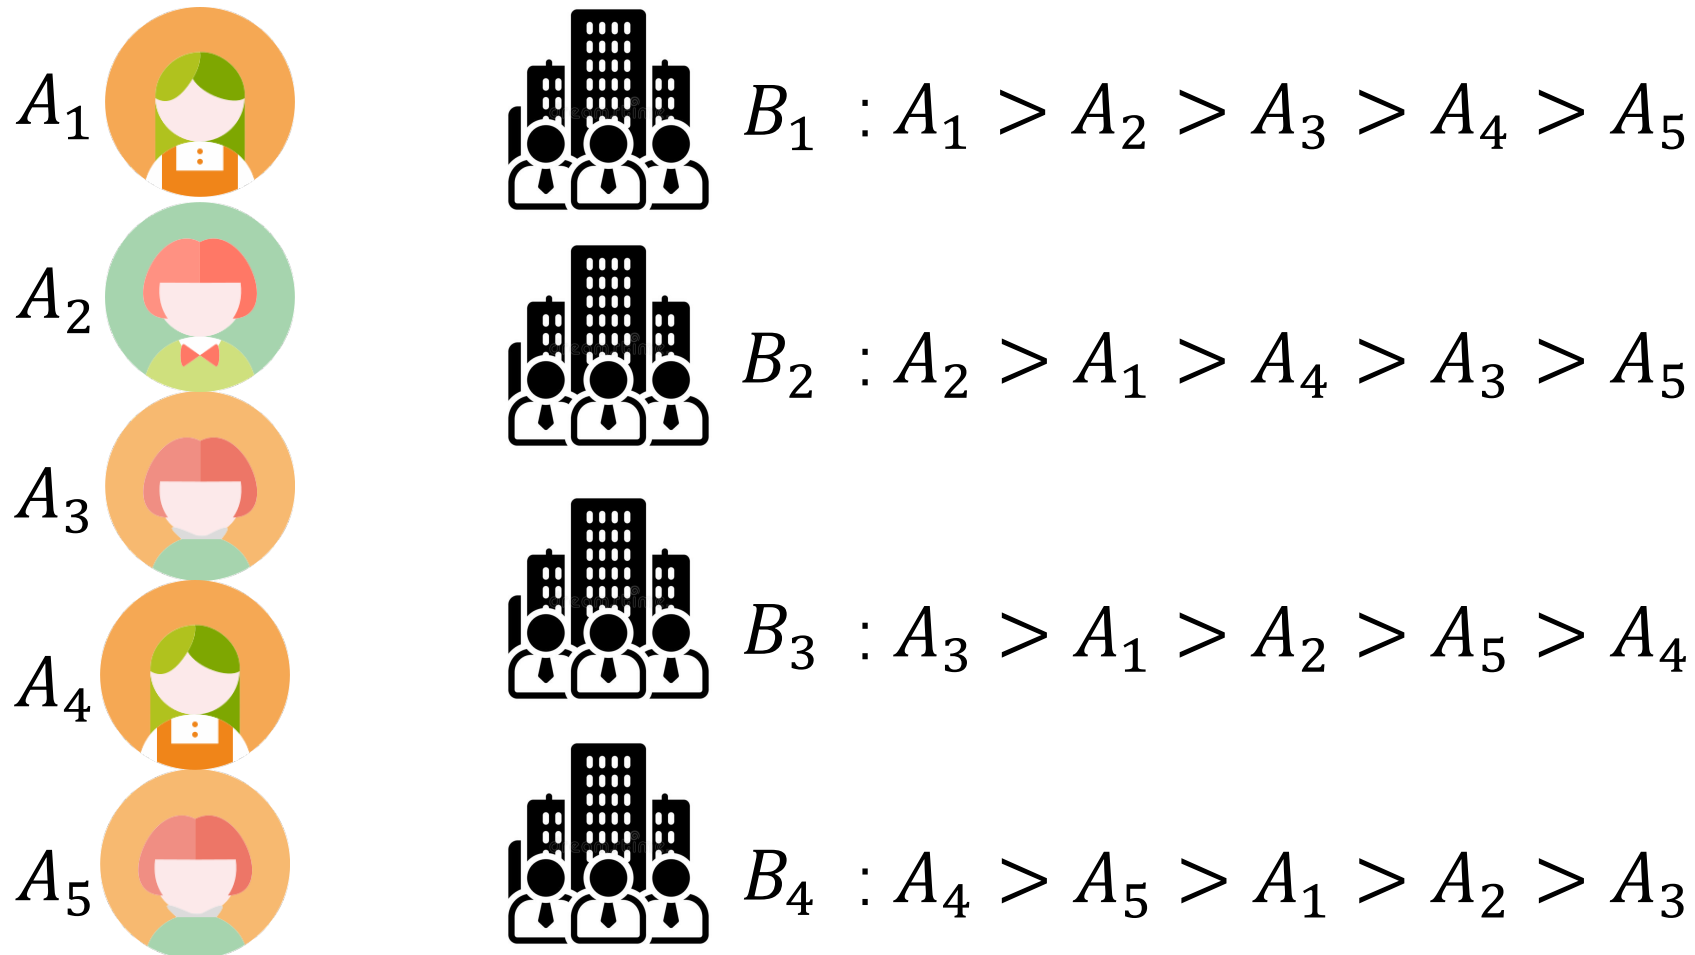 A₁
B₁ : A₁ > A₂ > A₃ > A₄ > A₅
A₂
B₂ : A₂ > A₁ > A₄ > A₃ > A₅
A₃
B₃ : A₃ > A₁ > A₂ > A₅ > A₄
A₄
B₄ : A₄ > A₅ > A₁ > A₂ > A₃
A₅